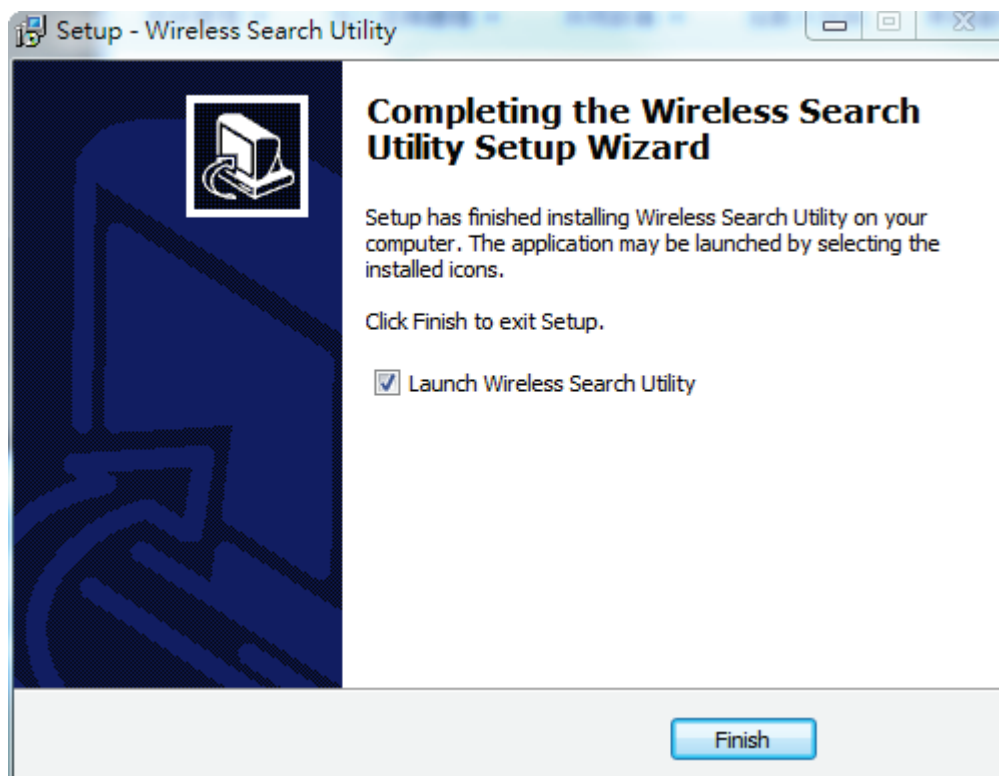 Setup - Wireless Search Utility
Completing the Wireless Search
Utility Setup Wizard
Setup has finished installing Wireless Search Utility on your
computer. The application may be launched by selecting the
installed icons.
Click Finish to exit Setup.
Launch Wireless Search Utility
Finish